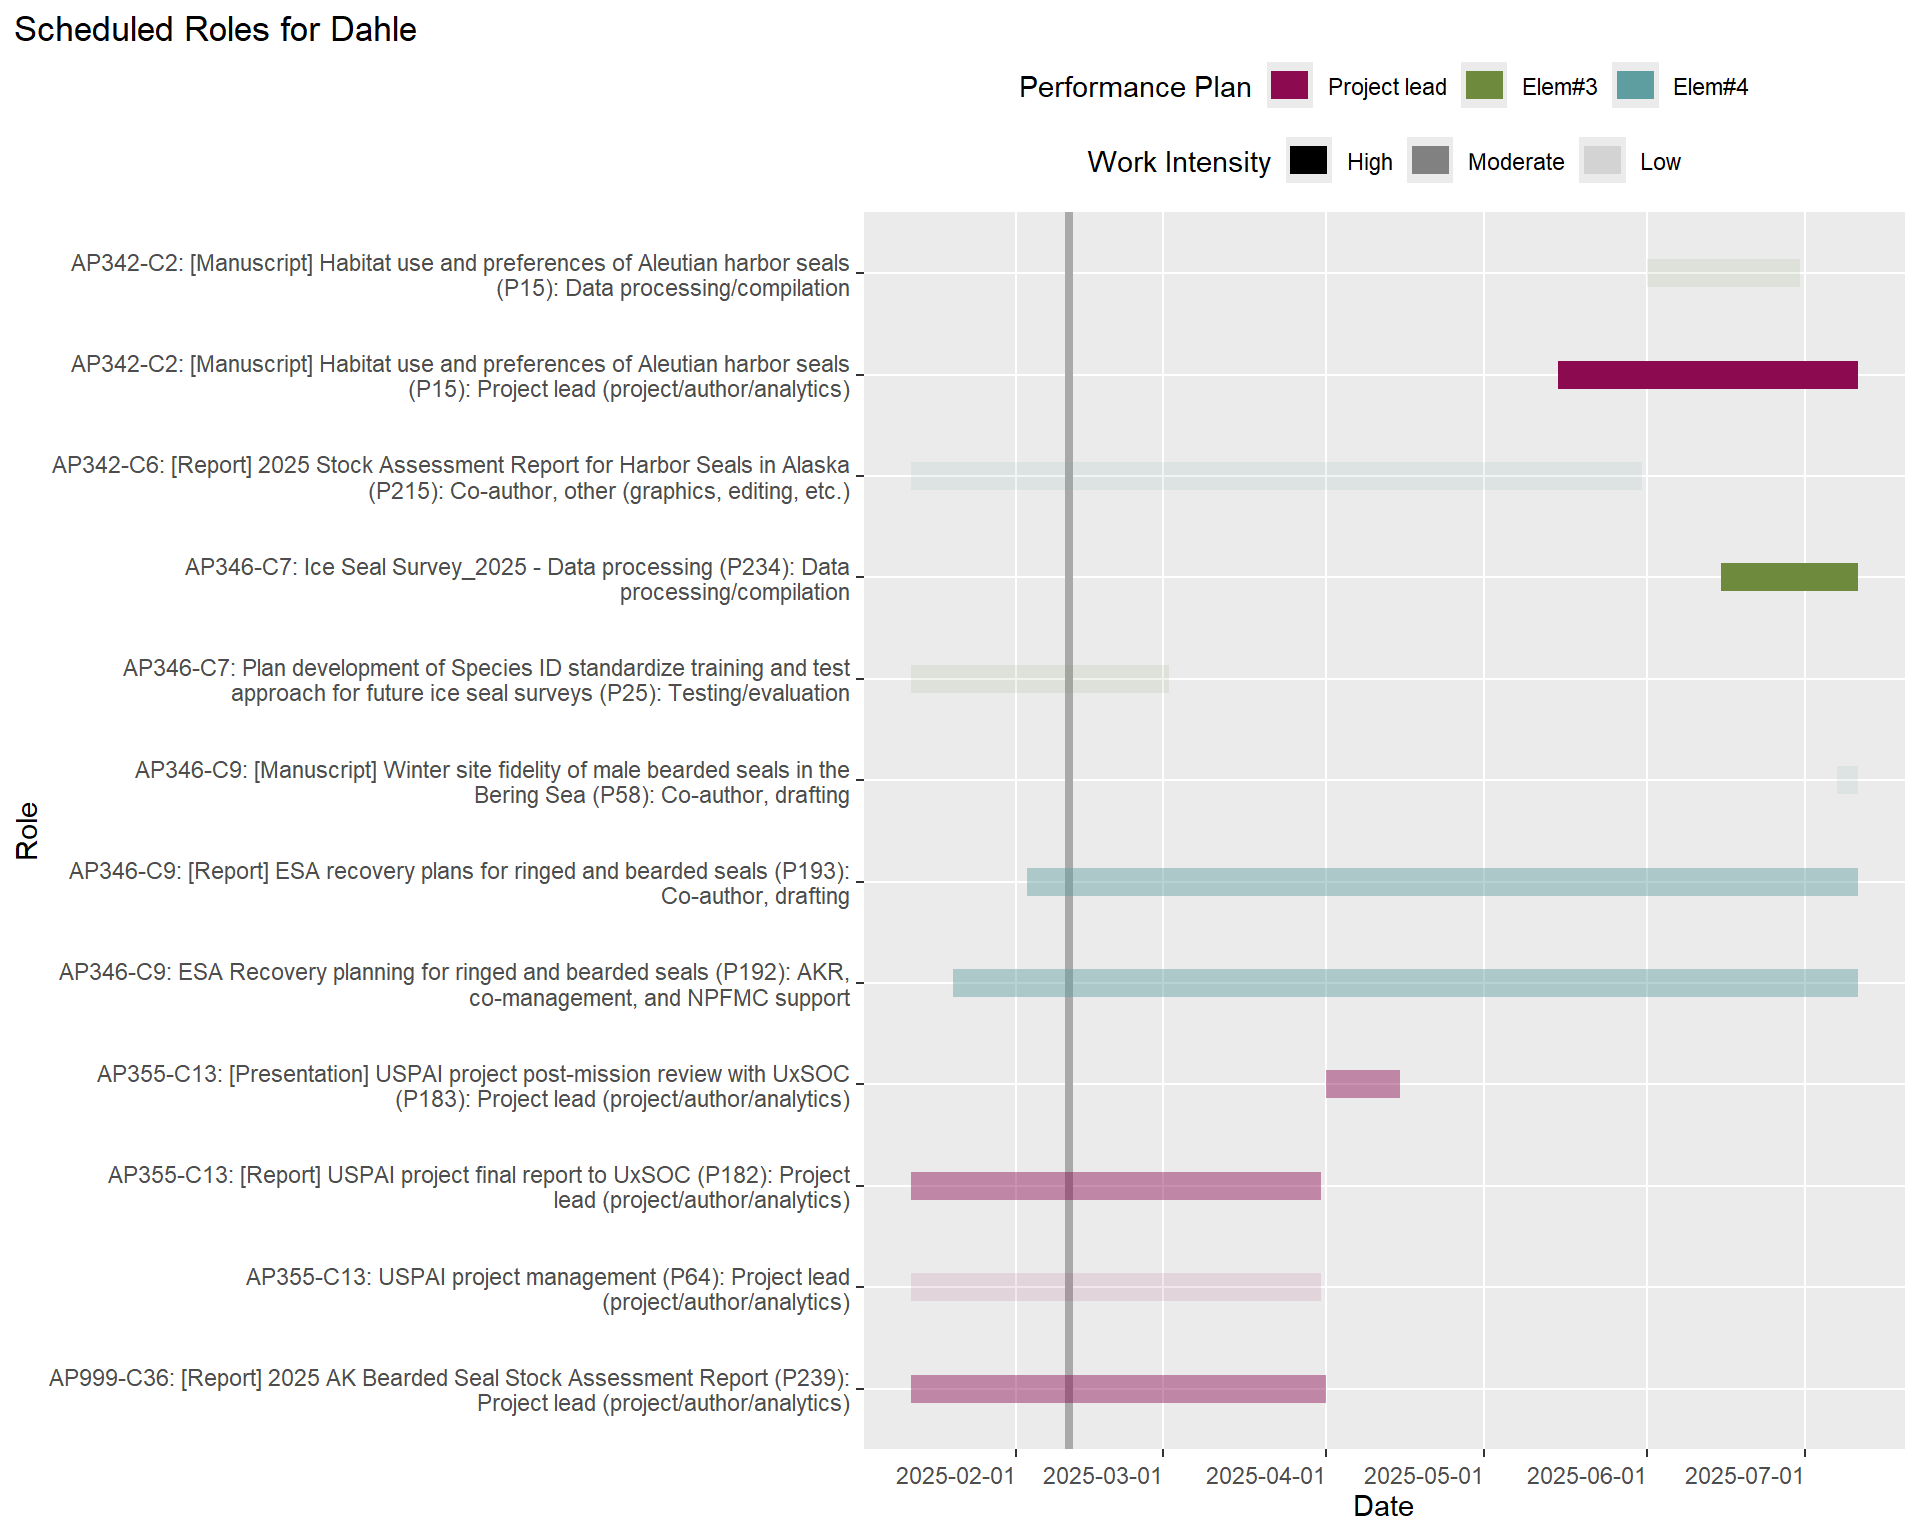 Scheduled Roles for Dahle
Performance Plan Project lead Elem#3 Elem#4
Work Intensity High Moderate Low
AP342-C2: [Manuscript] Habitat use and preferences of Aleutian harbor seals
(P15): Data processing/compilation
AP342-C2: [Manuscript] Habitat use and preferences of Aleutian harbor seals
(P15): Project lead (project/author/analytics)
AP342-C6: [Report] 2025 Stock Assessment Report for Harbor Seals in Alaska
(P215): Co-author, other (graphics, editing, etc.)
AP346-C7: Ice Seal Survey_2025 - Data processing (P234): Data
processing/compilation
AP346-C7: Plan development of Species ID standardize training and test
approach for future ice seal surveys (P25): Testing/evaluation
AP346-C9: [Manuscript] Winter site fidelity of male bearded seals in the
Bering Sea (P58): Co-author, drafting
Role
AP346-C9: [Report] ESA recovery plans for ringed and bearded seals (P193):
Co-author, drafting
AP346-C9: ESA Recovery planning for ringed and bearded seals (P192): AKR,
co-management, and NPFMC support
AP355-C13: [Presentation] USPAI project post-mission review with UxSOC
(P183): Project lead (project/author/analytics)
AP355-C13: [Report] USPAI project final report to UxSOC (P182): Project
lead (project/author/analytics)
AP355-C13: USPAI project management (P64): Project lead
(project/author/analytics)
AP999-C36: [Report] 2025 AK Bearded Seal Stock Assessment Report (P239):
Project lead (project/author/analytics)
2025-02-01 2025-03-01 2025-04-01 2025-05-01 2025-06-01 2025-07-01
Date